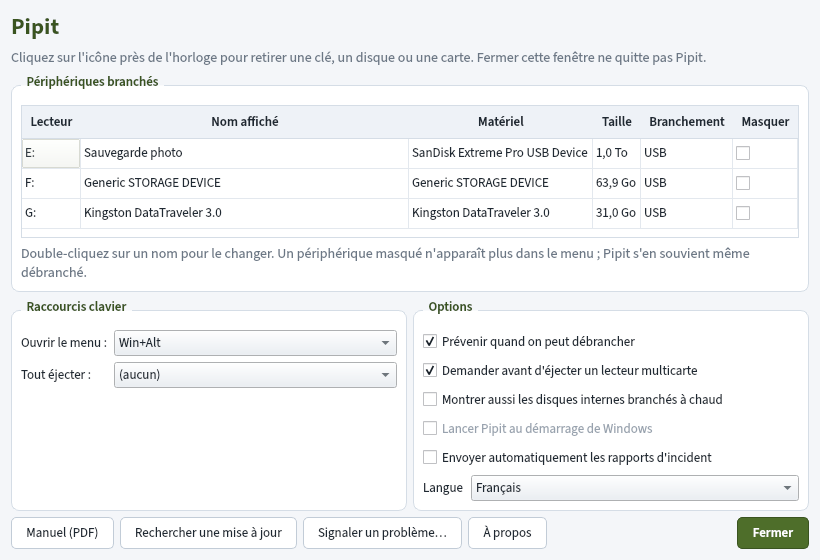 Pipit
Cliquez sur l'icône près de l'horloge pour retirer une clé, un disque ou une carte. Fermer cette fenêtre ne quitte pas Pipit.
Périphériques branchés
Lecteur Nom affiché Matériel Taille Branchement Masquer
E: Sauvegarde photo SanDisk Extreme Pro USB Device 1,0 To USB
F: Generic STORAGE DEVICE Generic STORAGE DEVICE 63,9 Go USB
G: Kingston DataTraveler 3.0 Kingston DataTraveler 3.0 31,0 Go USB
Double-cliquez sur un nom pour le changer. Un périphérique masqué n'apparaît plus dans le menu ; Pipit s'en souvient même
débranché.
Raccourcis clavier
Ouvrir le menu : Win+Alt
Tout éjecter : (aucun)
Options
Prévenir quand on peut débrancher
Demander avant d'éjecter un lecteur multicarte
Montrer aussi les disques internes branchés à chaud
Lancer Pipit au démarrage de Windows
Envoyer automatiquement les rapports d'incident
Langue Français
Manuel (PDF) Rechercher une mise à jour Signaler un problème… À propos Fermer